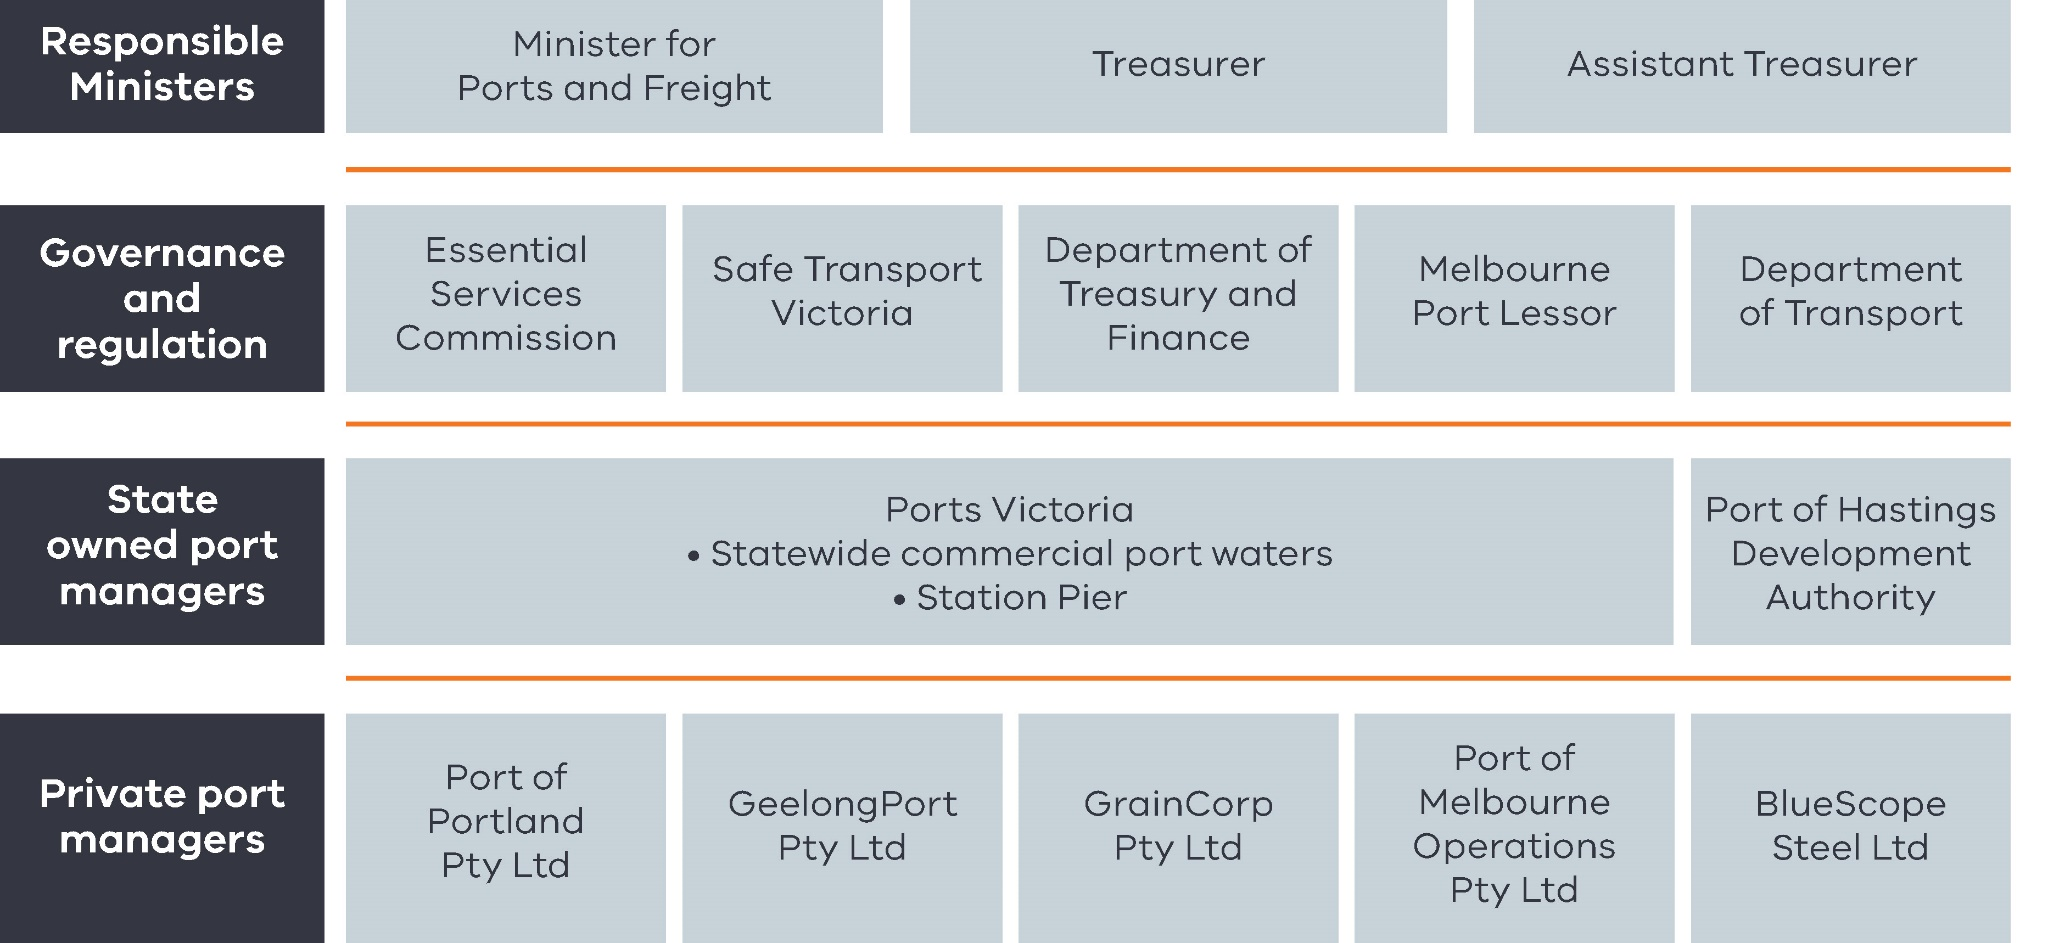 Responsible
Ministers
Minister for
Ports and Freight
Treasurer
Assistant Treasurer
Governance
and
regulation
Essential
Services
Commission
Safe Transport
Victoria
Department of
Treasury and
Finance
Melbourne
Port Lessor
Department
of Transport
State
owned port
managers
Ports Victoria
• Statewide commercial port waters
• Station Pier
Port of Hastings
Development
Authority
Private port
managers
Port of
Portland
Pty Ltd
GeelongPort
Pty Ltd
GrainCorp
Pty Ltd
Port of
Melbourne
Operations
Pty Ltd
BlueScope
Steel Ltd